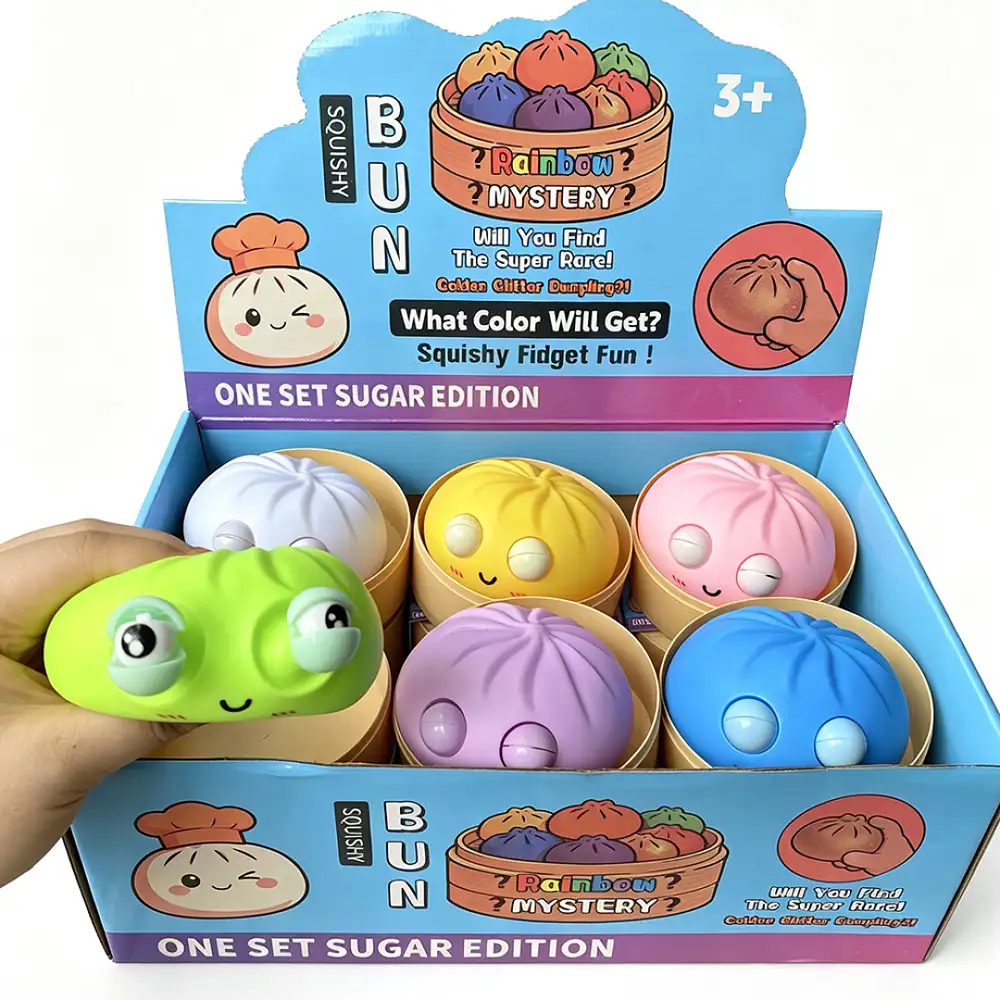 3+
SQUISHY
BUN
? Rainbow ?
? MYSTERY ?
Will You Find
The Super Rare!
Golden Glitter Dumpling?!
What Color Will Get?
Squishy Fidget Fun !
ONE SET SUGAR EDITION
SQUISHY
BUN
? Rainbow ?
? MYSTERY ?
Will You Find
The Super Rare!
Golden Glitter Dumpling?!
ONE SET SUGAR EDITION